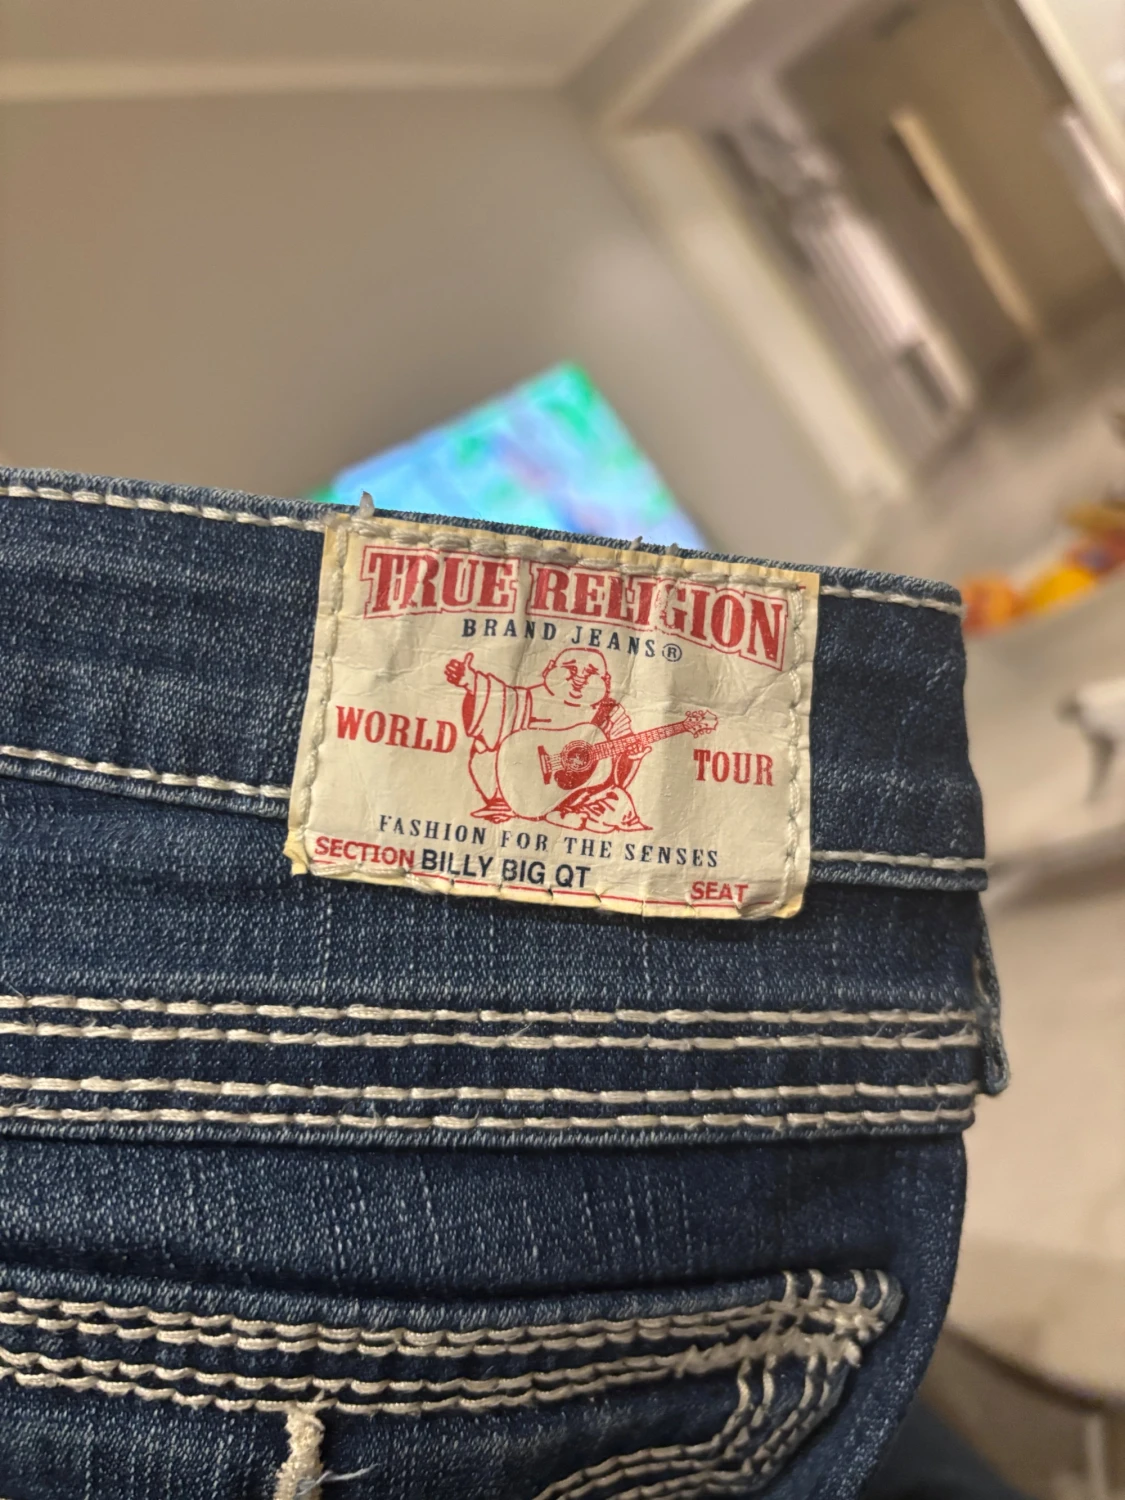 TRUE RELIGION
BRAND JEANS®
WORLD TOUR
FASHION FOR THE SENSES
SECTION BILLY BIG QT SEAT